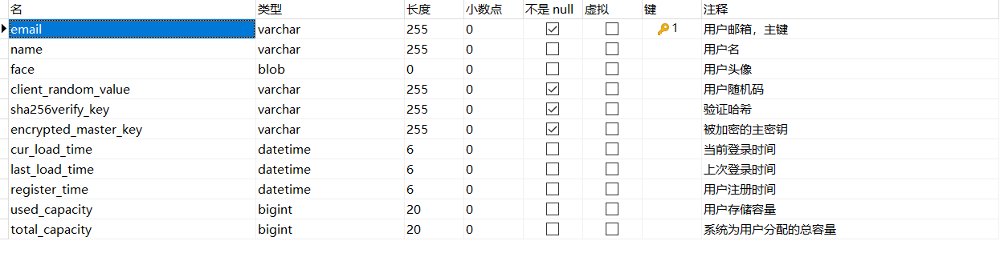 名 类型 长度 小数点 不是 null 虚拟 键 注释
email varchar 255 0 1 用户邮箱，主键
name varchar 255 0 用户名
face blob 0 0 用户头像
client_random_value varchar 255 0 用户随机码
sha256verify_key varchar 255 0 验证哈希
encrypted_master_key varchar 255 0 被加密的主密钥
cur_load_time datetime 6 0 当前登录时间
last_load_time datetime 6 0 上次登录时间
register_time datetime 6 0 用户注册时间
used_capacity bigint 20 0 用户存储容量
total_capacity bigint 20 0 系统为用户分配的总容量